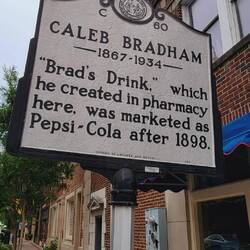 C 60
CALEB BRADHAM
1867-1934
"Brad's Drink," which
he created in pharmacy
here, was marketed as
Pepsi-Cola after 1898.